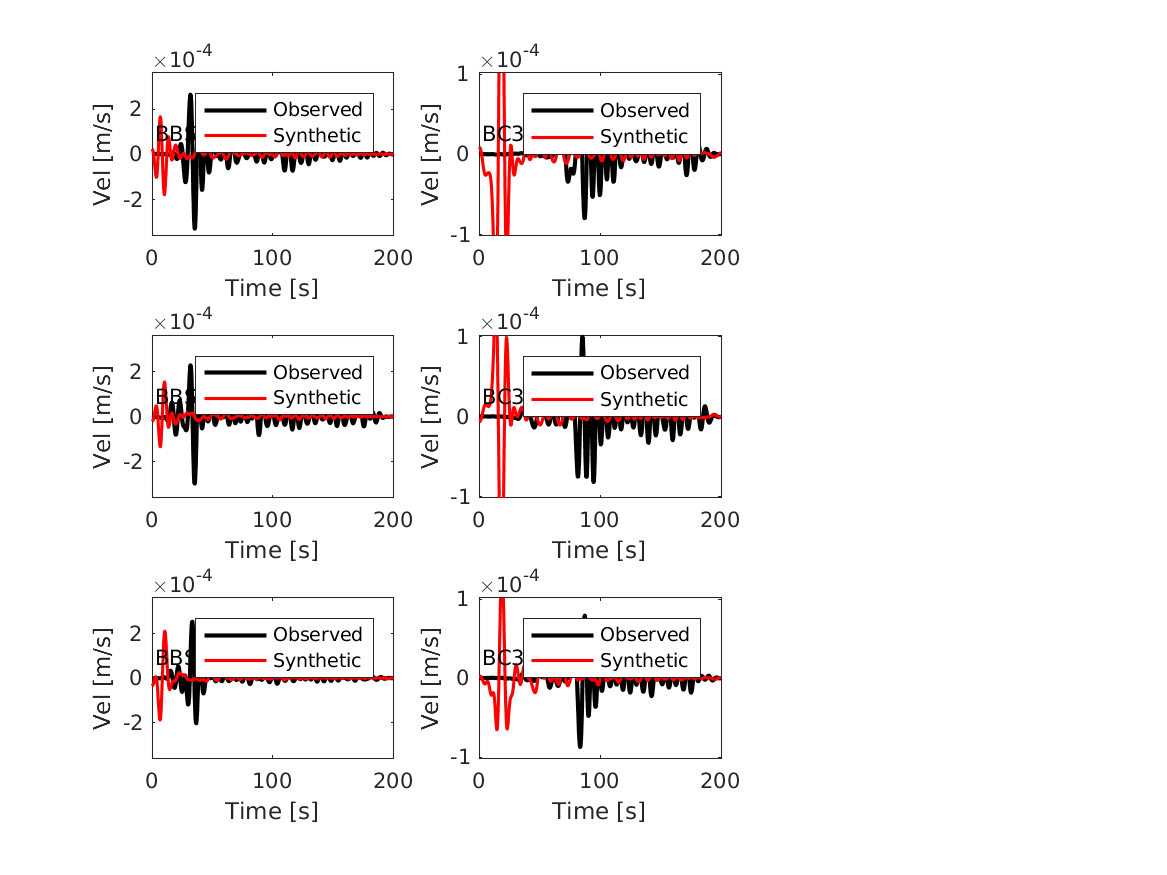 ×10-4
Vel [m/s]
2
0
-2
BBS
Observed
Synthetic
0 100 200
Time [s]
×10-4
Vel [m/s]
1
0
-1
BC3
Observed
Synthetic
0 100 200
Time [s]
×10-4
Vel [m/s]
2
0
-2
BBS
Observed
Synthetic
0 100 200
Time [s]
×10-4
Vel [m/s]
1
0
-1
BC3
Observed
Synthetic
0 100 200
Time [s]
×10-4
Vel [m/s]
2
0
-2
BBS
Observed
Synthetic
0 100 200
Time [s]
×10-4
Vel [m/s]
1
0
-1
BC3
Observed
Synthetic
0 100 200
Time [s]